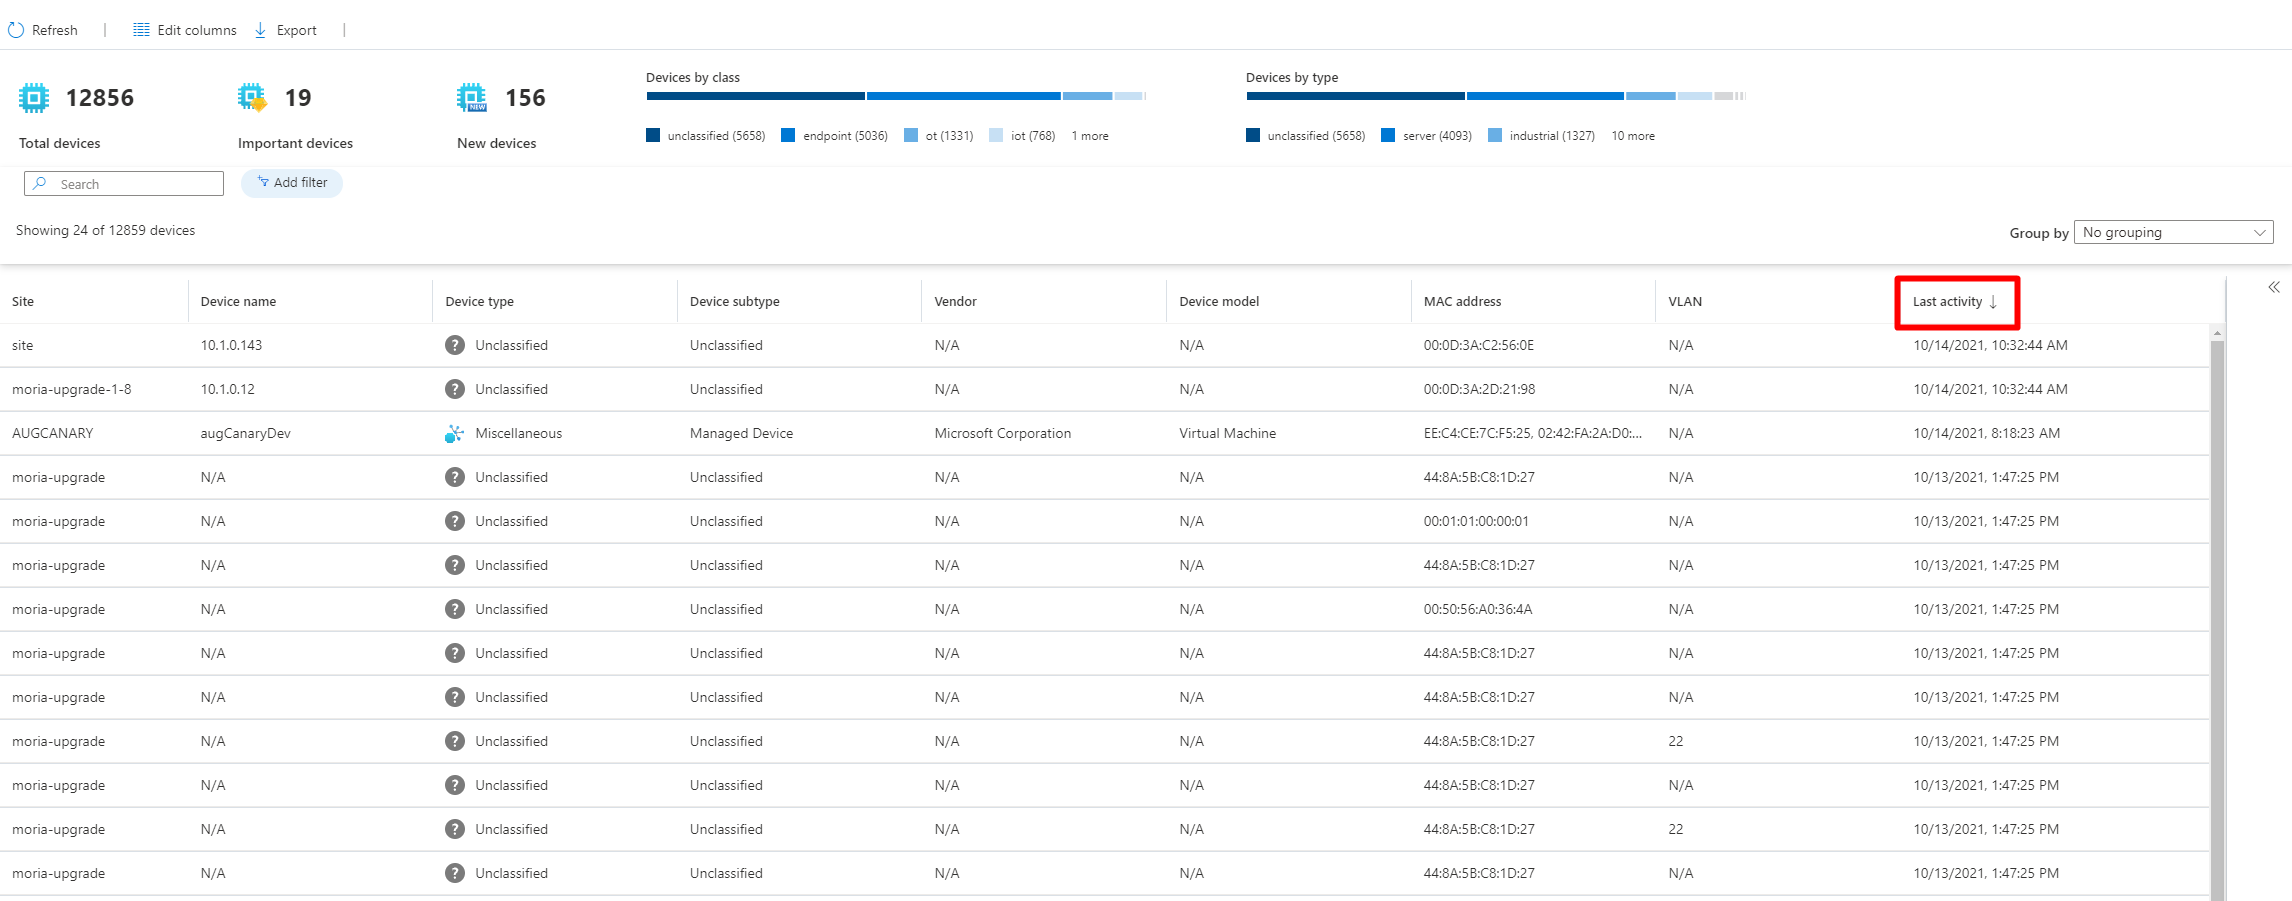 Refresh | Edit columns Export |
12856 19 156
Total devices Important devices New devices
Devices by class
unclassified (5658) endpoint (5036) ot (1331) iot (768) 1 more
Devices by type
unclassified (5658) server (4093) industrial (1327) 10 more
Search Add filter
Showing 24 of 12859 devices
Group by No grouping
Site Device name Device type Device subtype Vendor Device model MAC address VLAN Last activity ↓
site 10.1.0.143 ? Unclassified Unclassified N/A N/A 00:0D:3A:C2:56:0E N/A 10/14/2021, 10:32:44 AM
moria-upgrade-1-8 10.1.0.12 ? Unclassified Unclassified N/A N/A 00:0D:3A:2D:21:98 N/A 10/14/2021, 10:32:44 AM
AUGCANARY augCanaryDev Miscellaneous Managed Device Microsoft Corporation Virtual Machine EE:C4:CE:7C:F5:25, 02:42:FA:2A:D0:... N/A 10/14/2021, 8:18:23 AM
moria-upgrade N/A ? Unclassified Unclassified N/A N/A 44:8A:5B:C8:1D:27 N/A 10/13/2021, 1:47:25 PM
moria-upgrade N/A ? Unclassified Unclassified N/A N/A 00:01:01:00:00:01 N/A 10/13/2021, 1:47:25 PM
moria-upgrade N/A ? Unclassified Unclassified N/A N/A 44:8A:5B:C8:1D:27 N/A 10/13/2021, 1:47:25 PM
moria-upgrade N/A ? Unclassified Unclassified N/A N/A 00:50:56:A0:36:4A N/A 10/13/2021, 1:47:25 PM
moria-upgrade N/A ? Unclassified Unclassified N/A N/A 44:8A:5B:C8:1D:27 N/A 10/13/2021, 1:47:25 PM
moria-upgrade N/A ? Unclassified Unclassified N/A N/A 44:8A:5B:C8:1D:27 N/A 10/13/2021, 1:47:25 PM
moria-upgrade N/A ? Unclassified Unclassified N/A N/A 44:8A:5B:C8:1D:27 22 10/13/2021, 1:47:25 PM
moria-upgrade N/A ? Unclassified Unclassified N/A N/A 44:8A:5B:C8:1D:27 N/A 10/13/2021, 1:47:25 PM
moria-upgrade N/A ? Unclassified Unclassified N/A N/A 44:8A:5B:C8:1D:27 22 10/13/2021, 1:47:25 PM
moria-upgrade N/A ? Unclassified Unclassified N/A N/A 44:8A:5B:C8:1D:27 N/A 10/13/2021, 1:47:25 PM